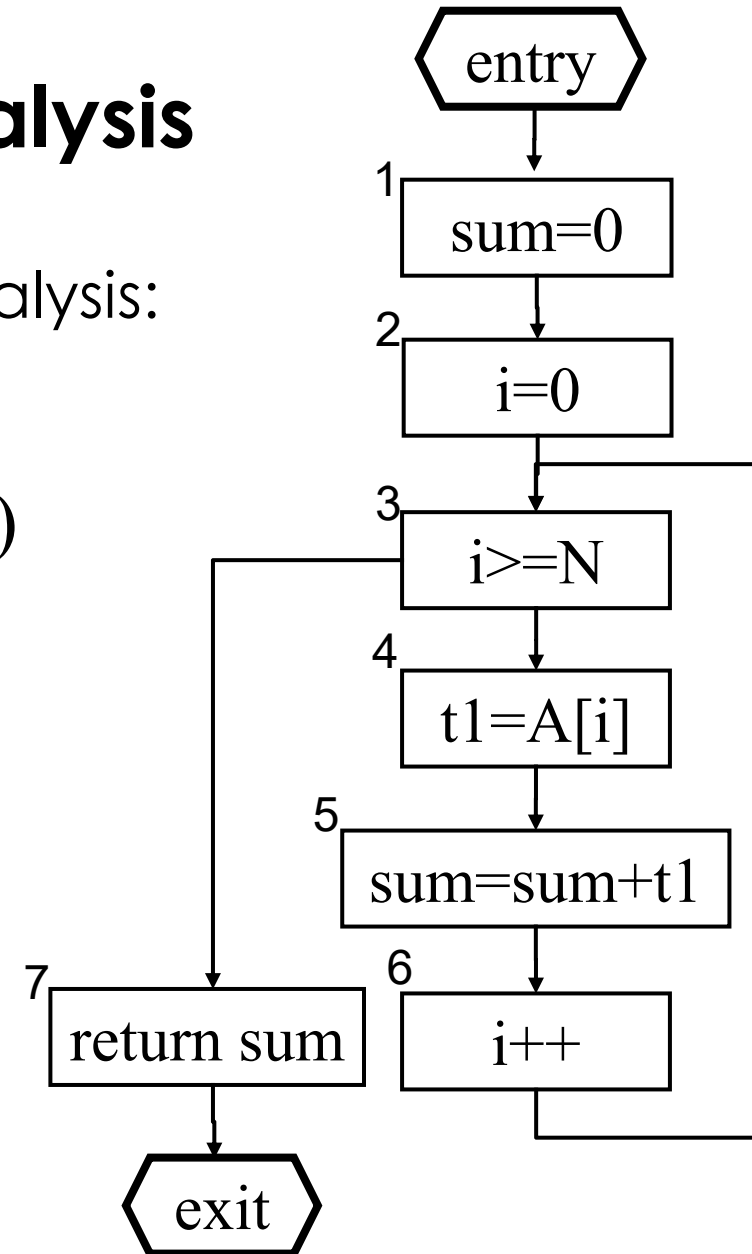 alysis
alysis:
)
entry
1
sum=0
2
i=0
3
i>=N
4
t1=A[i]
5
sum=sum+t1
6
i++
7
return sum
exit